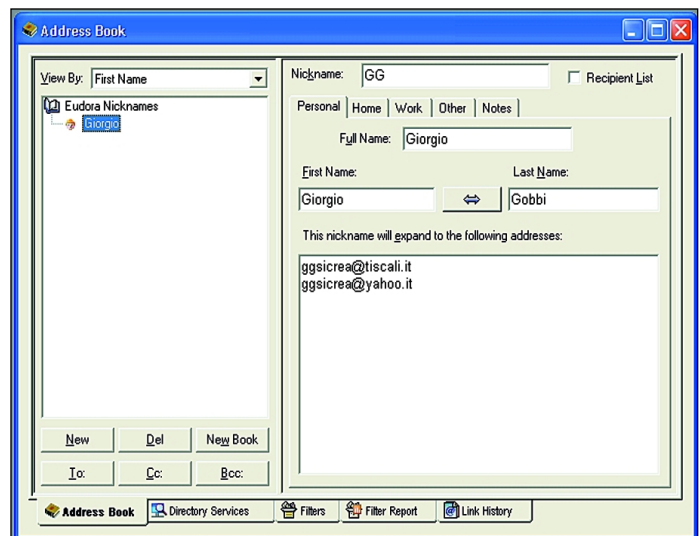 Address Book
View By: First Name
Eudora Nicknames
Giorgio
New Del New Book
To: Cc: Bcc:
Nickname: GG Recipient List
Personal Home Work Other Notes
Full Name: Giorgio
First Name: Last Name:
Giorgio Gobbi
This nickname will expand to the following addresses:
ggsicrea@tiscali.it
ggsicrea@yahoo.it
Address Book Directory Services Filters Filter Report Link History